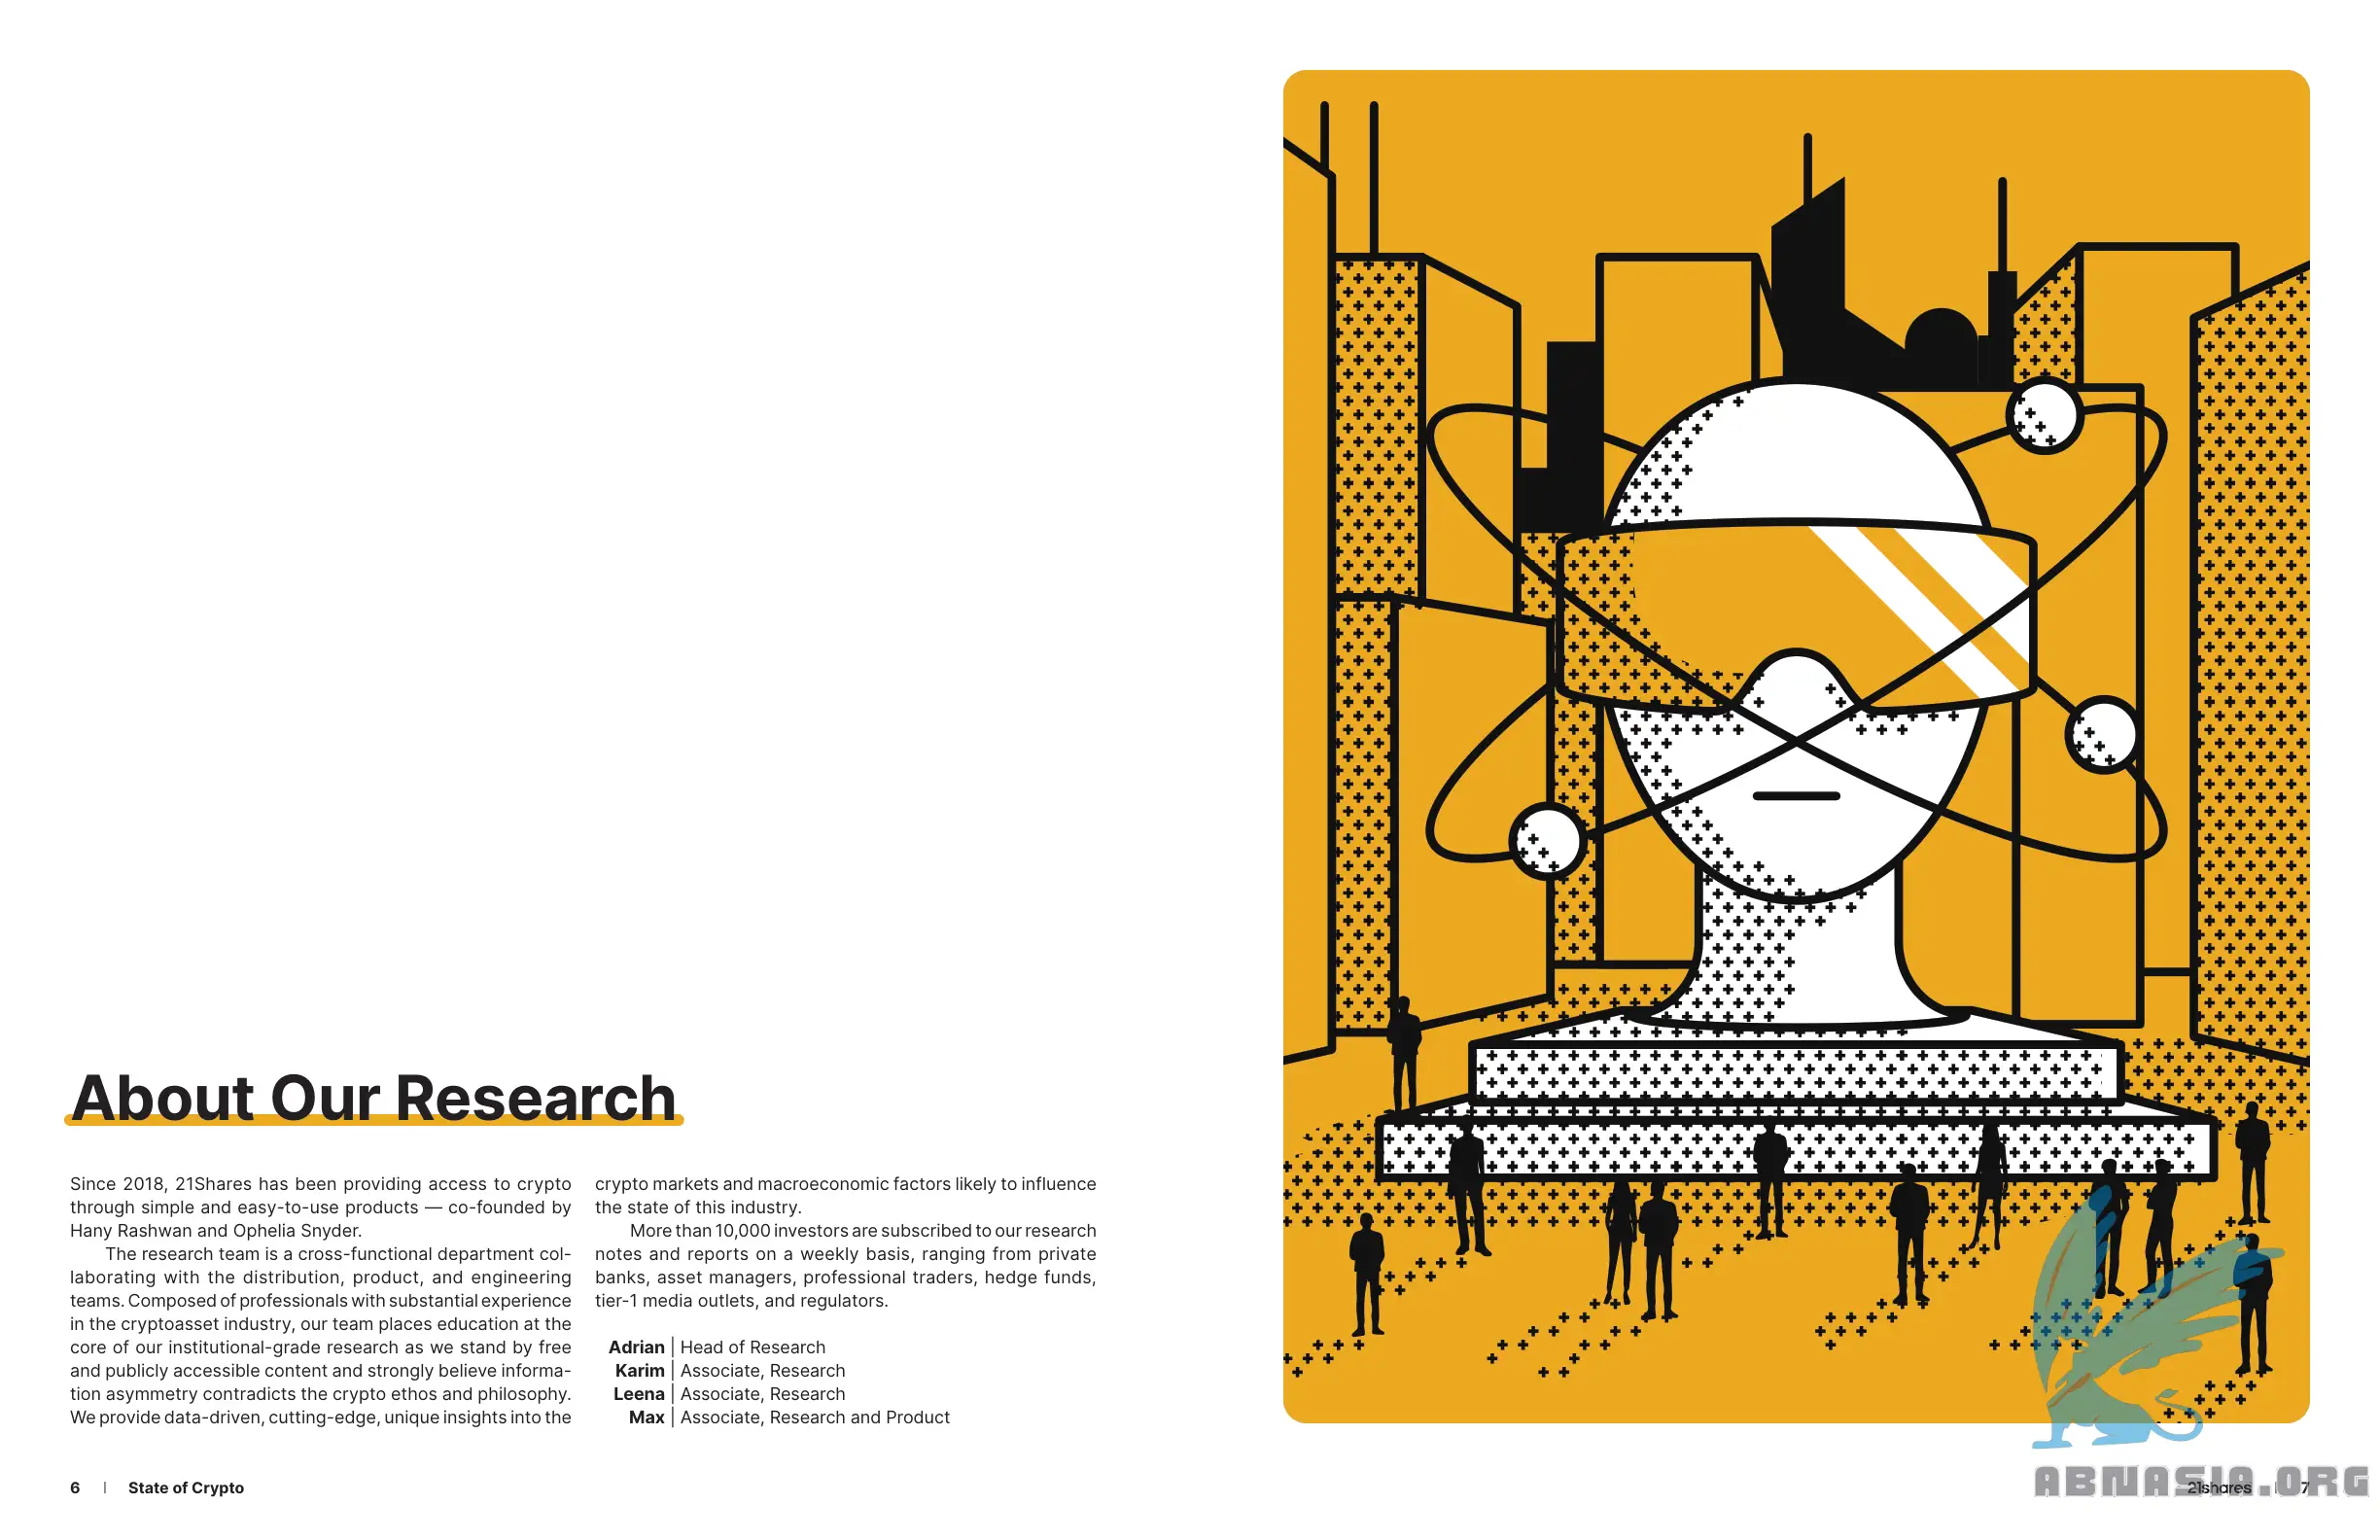 About Our Research
Since 2018, 21Shares has been providing access to crypto
through simple and easy-to-use products — co-founded by
Hany Rashwan and Ophelia Snyder.
The research team is a cross-functional department col-
laborating with the distribution, product, and engineering
teams. Composed of professionals with substantial experience
in the cryptoasset industry, our team places education at the
core of our institutional-grade research as we stand by free
and publicly accessible content and strongly believe informa-
tion asymmetry contradicts the crypto ethos and philosophy.
We provide data-driven, cutting-edge, unique insights into the
crypto markets and macroeconomic factors likely to influence
the state of this industry.
More than 10,000 investors are subscribed to our research
notes and reports on a weekly basis, ranging from private
banks, asset managers, professional traders, hedge funds,
tier-1 media outlets, and regulators.
Adrian | Head of Research
Karim | Associate, Research
Leena | Associate, Research
Max | Associate, Research and Product
6 | State of Crypto
21shares | 7
ABNASIA.ORG